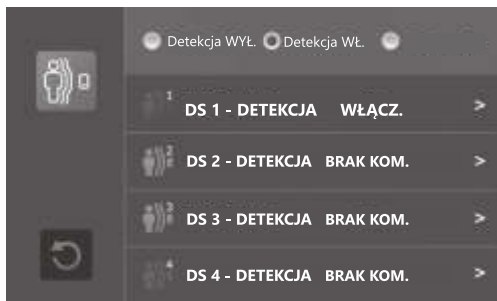 Detekcja WYŁ. Detekcja WŁ.
1 DS 1 - DETEKCJA WŁĄCZ. >
2 DS 2 - DETEKCJA BRAK KOM. >
3 DS 3 - DETEKCJA BRAK KOM. >
4 DS 4 - DETEKCJA BRAK KOM. >